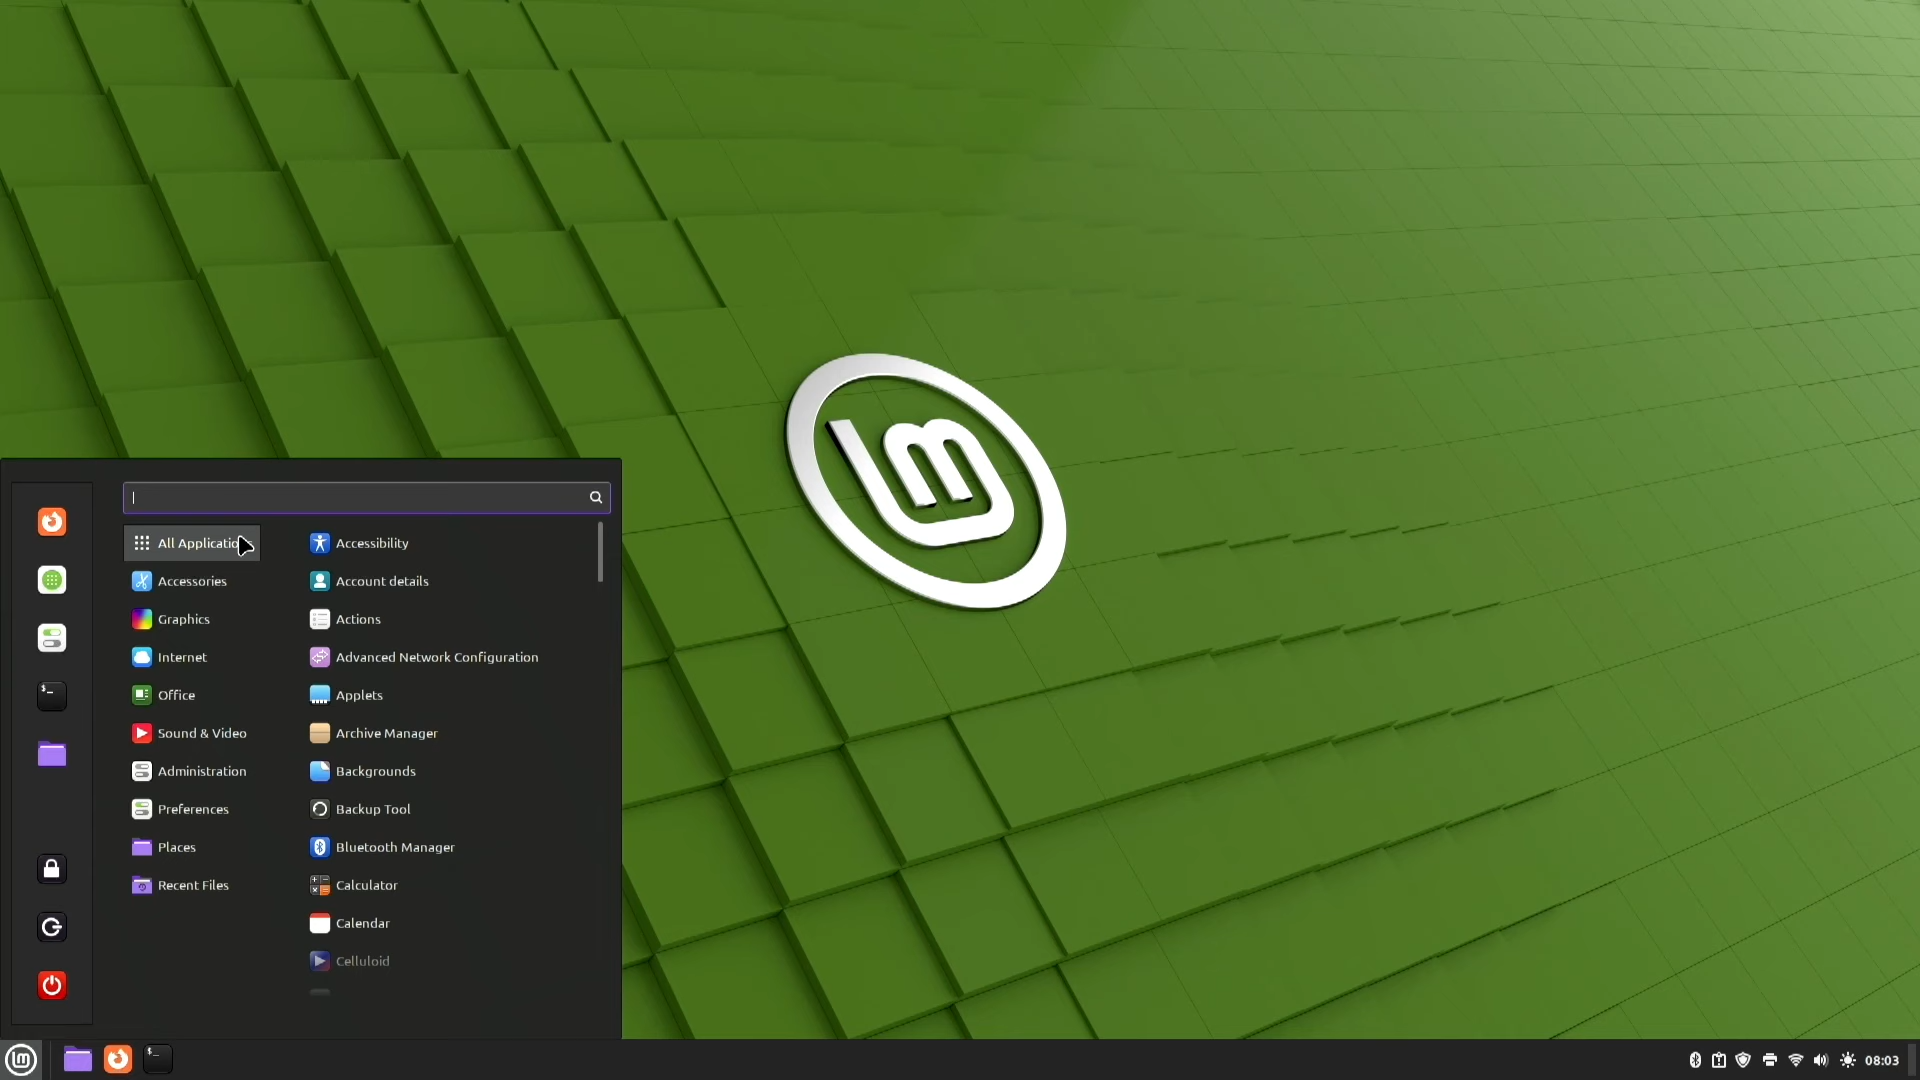 All Applicatio
Accessories
Graphics
Internet
Office
Sound & Video
Administration
Preferences
Places
Recent Files
Accessibility
Account details
Actions
Advanced Network Configuration
Applets
Archive Manager
Backgrounds
Backup Tool
Bluetooth Manager
Calculator
Calendar
Celluloid
08:03